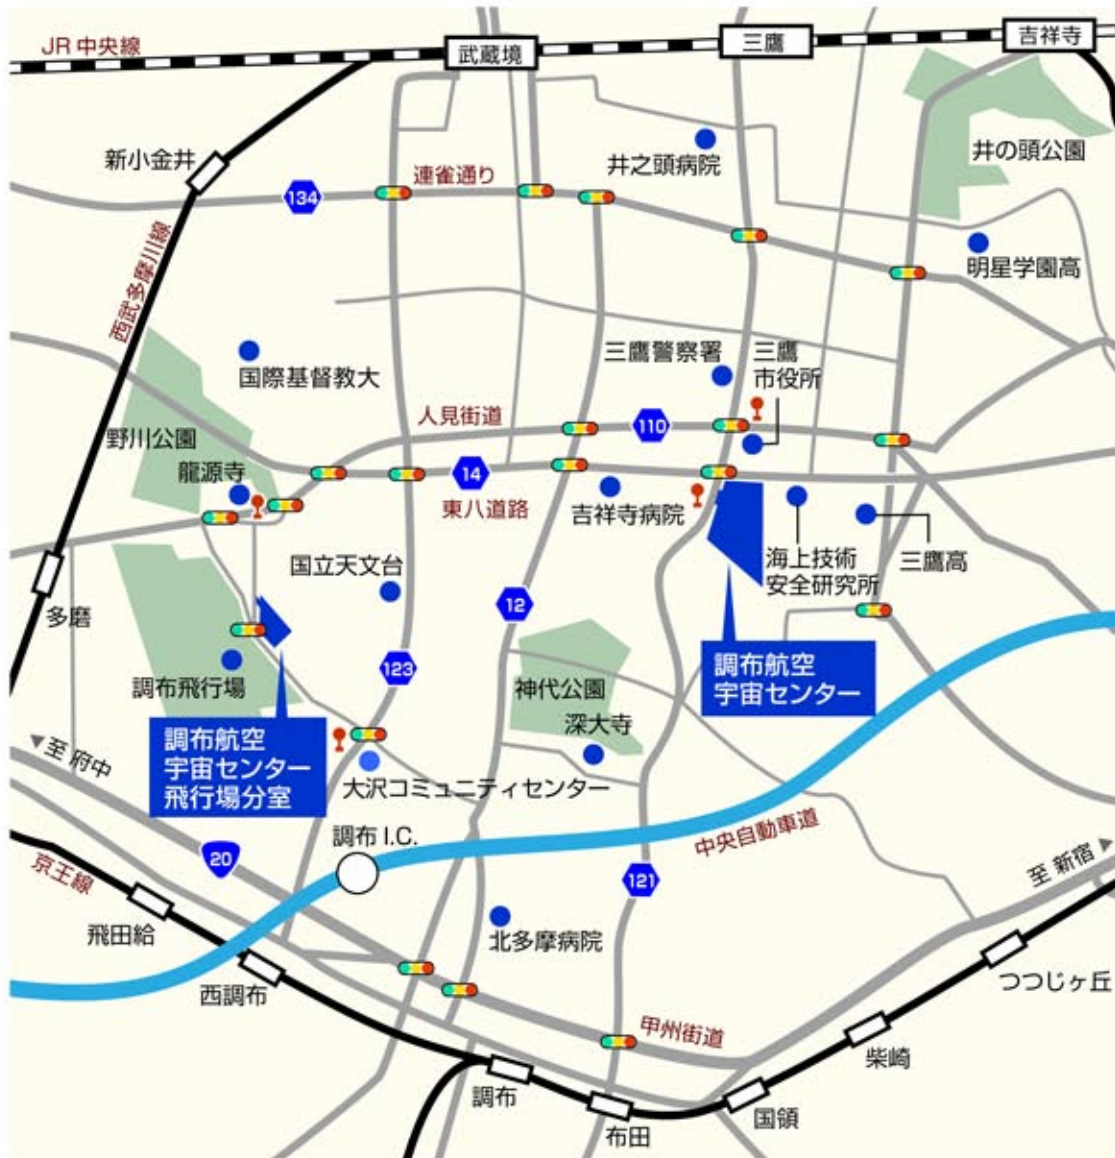 JR 中央線
武蔵境
三鷹
吉祥寺
新小金井
連雀通り
井之頭病院
井の頭公園
134
西武多摩川線
明星学園高
国際基督教大
三鷹警察署
三鷹
市役所
人見街道
110
野川公園
龍源寺
14
東八道路
吉祥寺病院
海上技術
安全研究所
三鷹高
国立天文台
多磨
12
調布航空
宇宙センター
123
調布飛行場
神代公園
深大寺
調布航空
宇宙センター
飛行場分室
至 府中
大沢コミュニティセンター
調布 I.C.
中央自動車道
20
京王線
121
至 新宿
飛田給
北多摩病院
西調布
つつじヶ丘
甲州街道
柴崎
調布
国領
布田